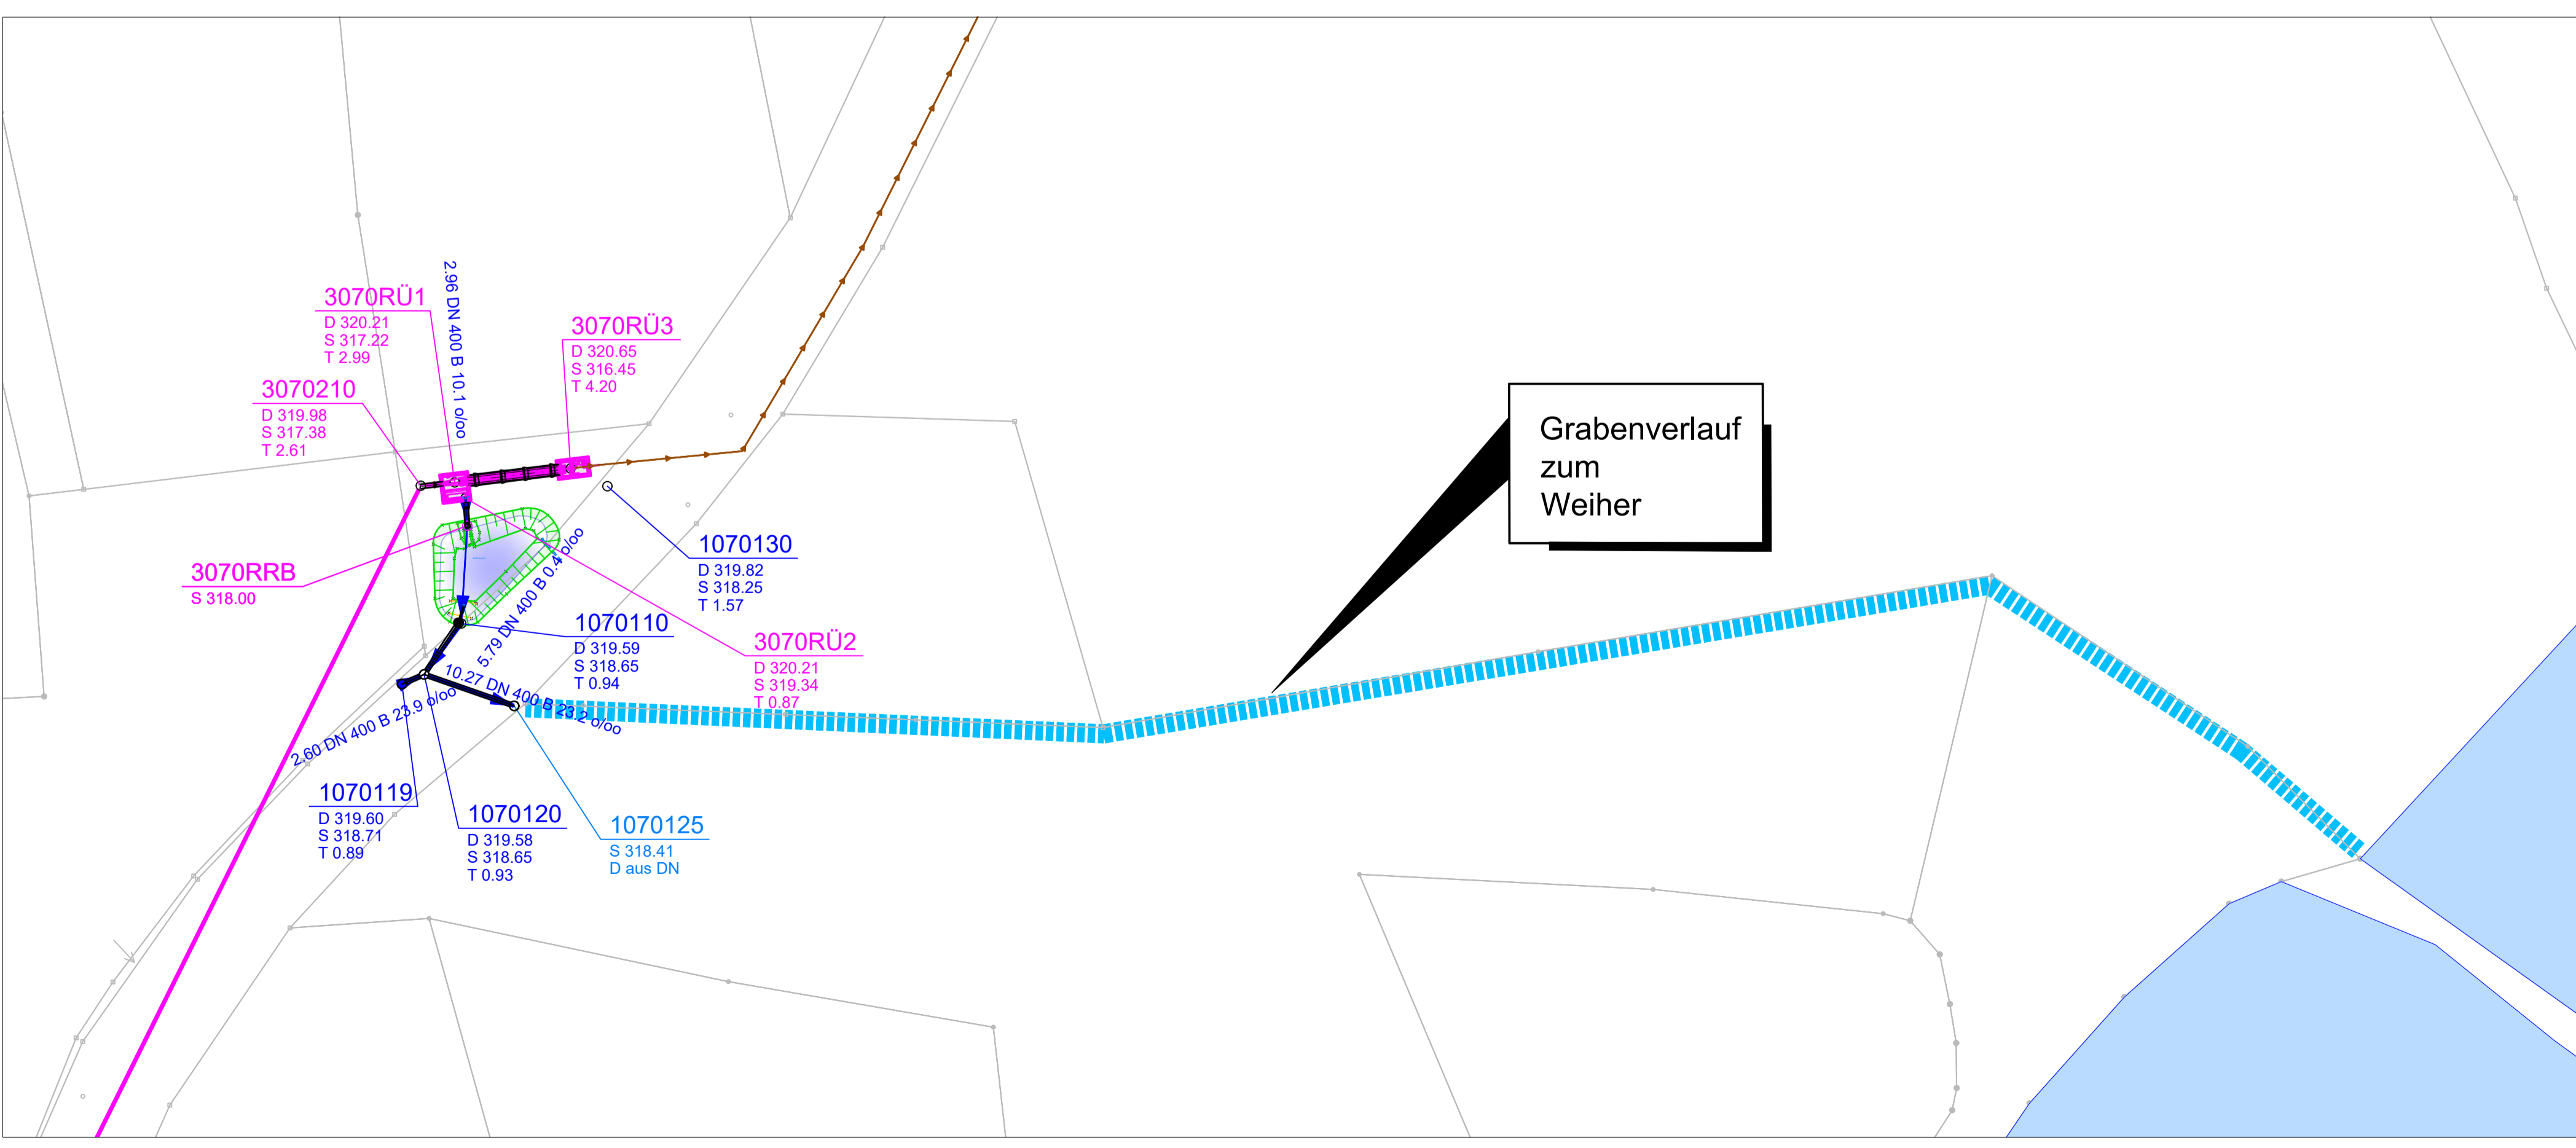 2.96 DN 400 B 10.1 o/oo
3070RÜ1
D 320.21
S 317.22
T 2.99
3070RÜ3
D 320.65
S 316.45
T 4.20
3070210
D 319.98
S 317.38
T 2.61
Grabenverlauf
zum
Weiher
1070130
D 319.82
S 318.25
T 1.57
3070RRB
S 318.00
5.79 DN 400 B 0.4 o/oo
1070110
D 319.59
S 318.65
T 0.94
3070RÜ2
D 320.21
S 319.34
T 0.87
10.27 DN 400 B 23.2 o/oo
2.60 DN 400 B 23.9 o/oo
1070119
D 319.60
S 318.71
T 0.89
1070120
D 319.58
S 318.65
T 0.93
1070125
S 318.41
D aus DN